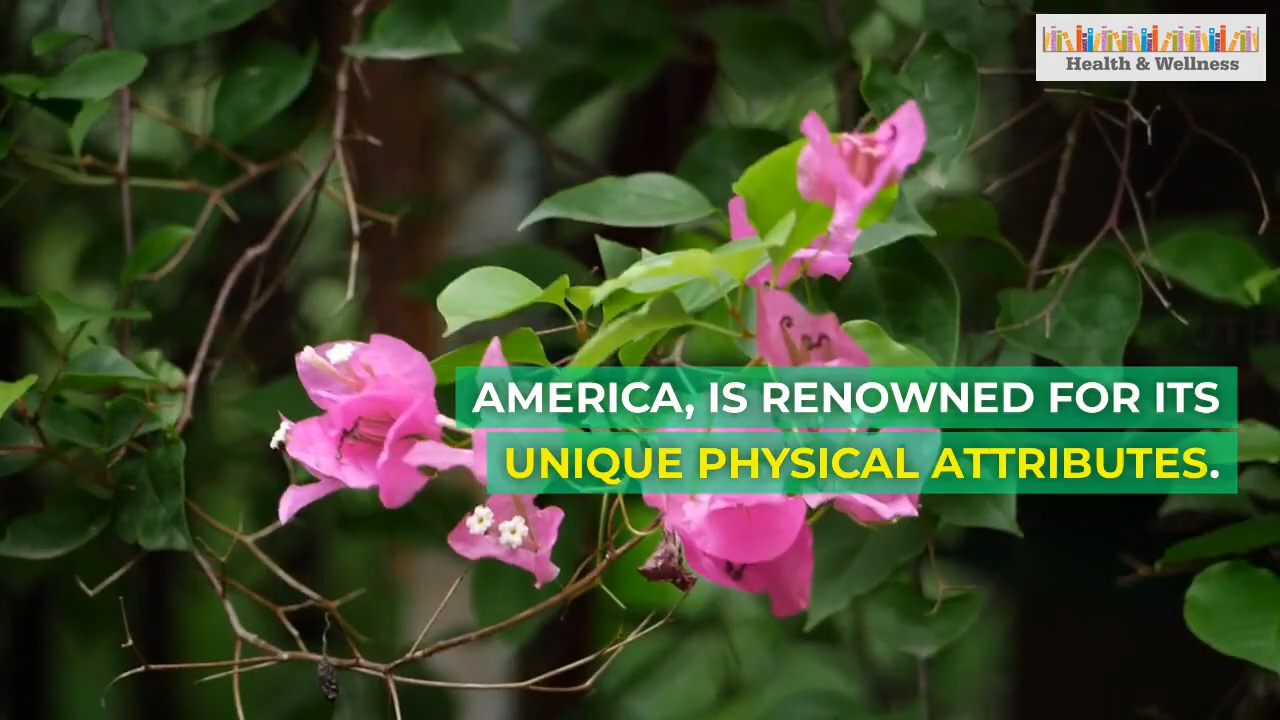 Health & Wellness
AMERICA, IS RENOWNED FOR ITS
UNIQUE PHYSICAL ATTRIBUTES.